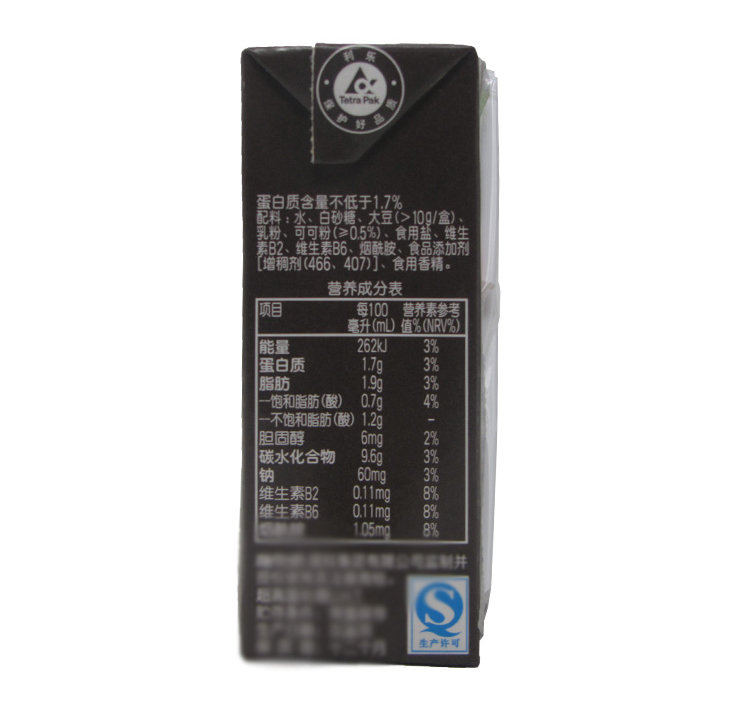 利乐
Tetra Pak
保护好品质
蛋白质含量不低于1.7%
配料：水、白砂糖、大豆(>10g/盒)、
乳粉、可可粉(≥0.5%)、食用盐、维生
素B2、维生素B6、烟酰胺、食品添加剂
[增稠剂(466、407)]、食用香精。
营养成分表
项目 每100毫升(mL) 营养素参考值%(NRV%)
能量 262kJ 3%
蛋白质 1.7g 3%
脂肪 1.9g 3%
—饱和脂肪(酸) 0.7g 4%
—不饱和脂肪(酸) 1.2g –
胆固醇 6mg 2%
碳水化合物 9.6g 3%
钠 60mg 3%
维生素B2 0.11mg 8%
维生素B6 0.11mg 8%
1.05mg 8%
有限公司监制并
生产许可